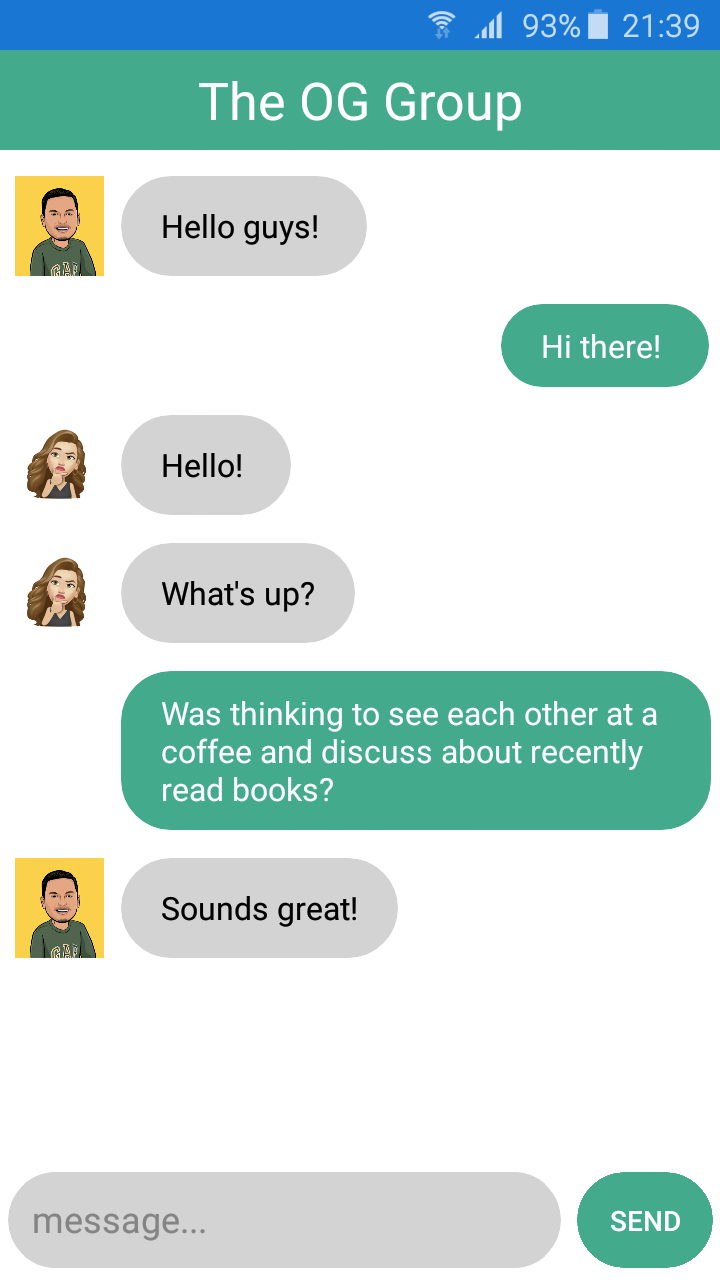 93% 21:39
The OG Group
Hello guys!
Hi there!
Hello!
What's up?
Was thinking to see each other at a
coffee and discuss about recently
read books?
Sounds great!
message...
SEND